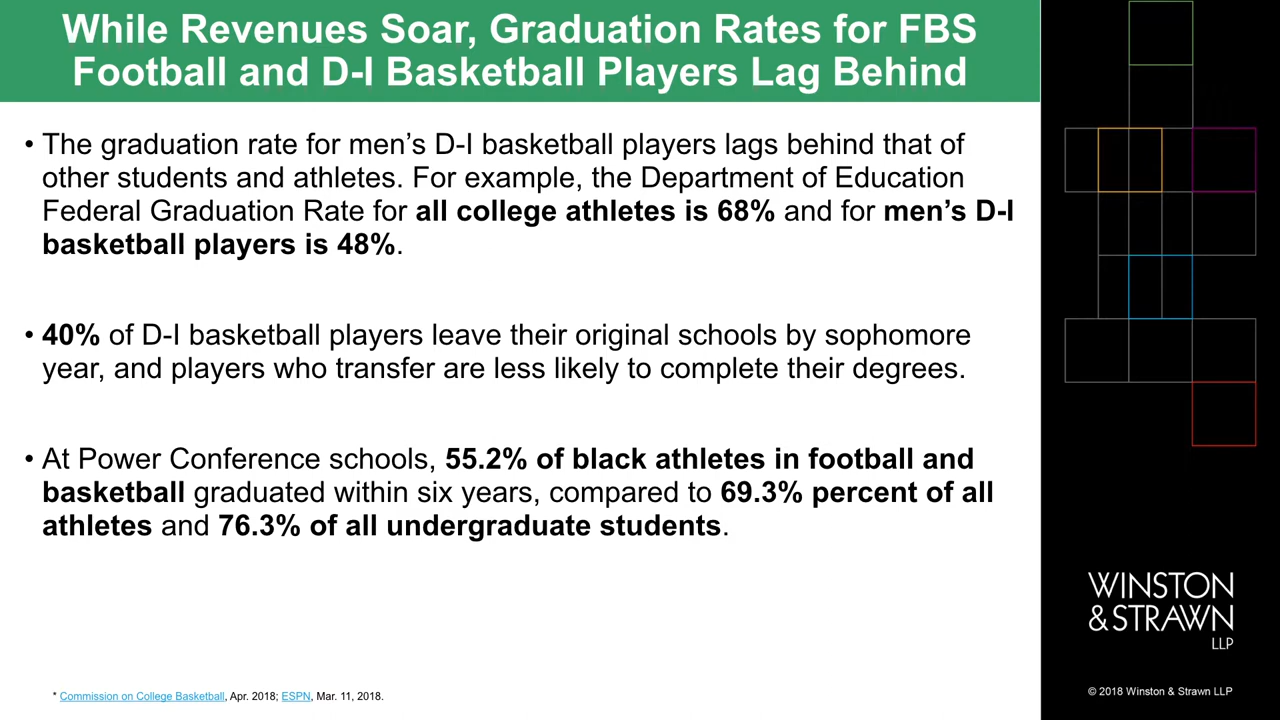 While Revenues Soar, Graduation Rates for FBS
Football and D-I Basketball Players Lag Behind
• The graduation rate for men’s D-I basketball players lags behind that of
other students and athletes. For example, the Department of Education
Federal Graduation Rate for all college athletes is 68% and for men’s D-I
basketball players is 48%.
• 40% of D-I basketball players leave their original schools by sophomore
year, and players who transfer are less likely to complete their degrees.
• At Power Conference schools, 55.2% of black athletes in football and
basketball graduated within six years, compared to 69.3% percent of all
athletes and 76.3% of all undergraduate students.
* Commission on College Basketball, Apr. 2018; ESPN, Mar. 11, 2018.
WINSTON
& STRAWN
LLP
© 2018 Winston & Strawn LLP